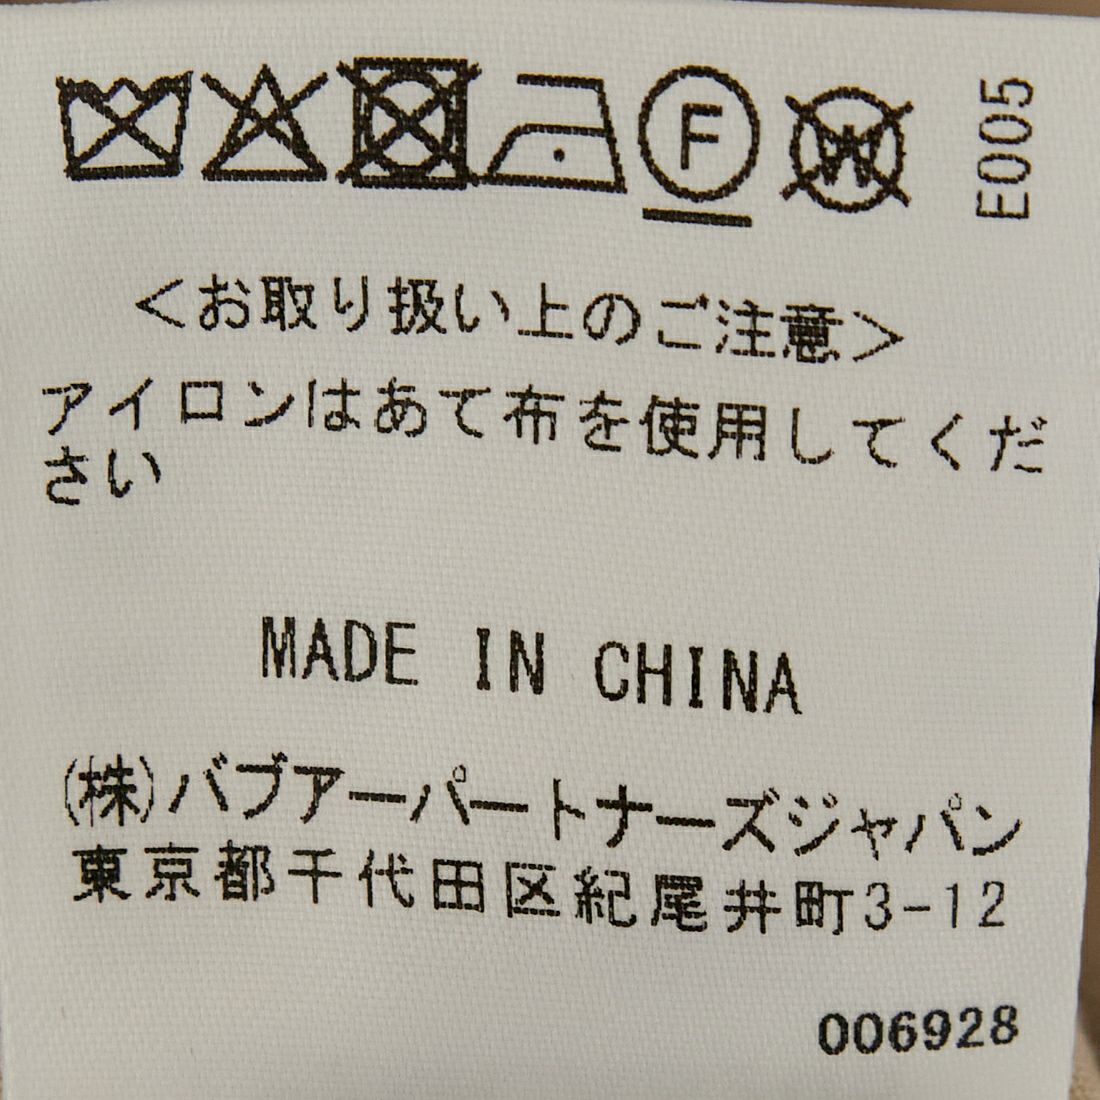 F W E005
<お取り扱い上のご注意>
アイロンはあて布を使用してくだ
さい
MADE IN CHINA
(株)バブアーパートナーズジャパン
東京都千代田区紀尾井町3-12
006928